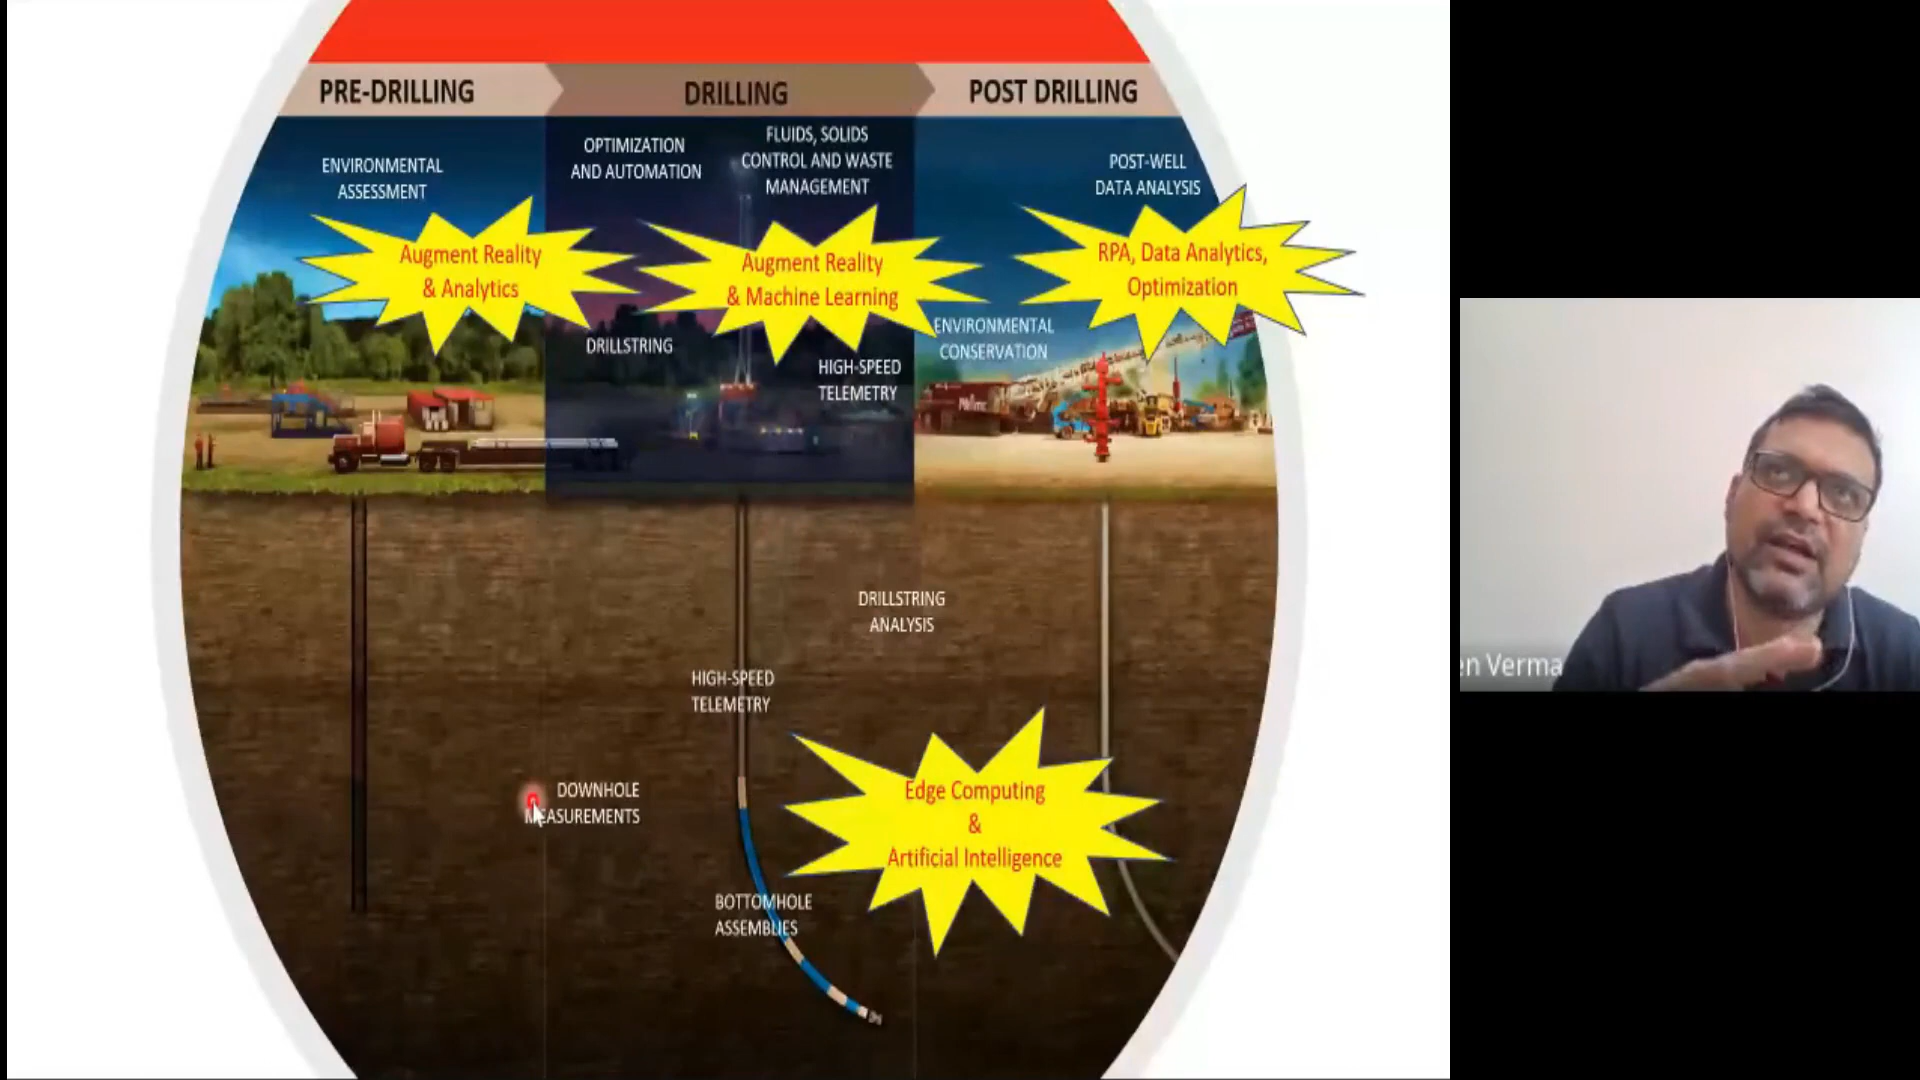 PRE-DRILLING
DRILLING
POST DRILLING
ENVIRONMENTAL
ASSESSMENT
OPTIMIZATION
AND AUTOMATION
FLUIDS, SOLIDS
CONTROL AND WASTE
MANAGEMENT
POST-WELL
DATA ANALYSIS
Augment Reality
& Analytics
Augment Reality
& Machine Learning
RPA, Data Analytics,
Optimization
DRILLSTRING
HIGH-SPEED
TELEMETRY
ENVIRONMENTAL
CONSERVATION
DRILLSTRING
ANALYSIS
HIGH-SPEED
TELEMETRY
DOWNHOLE
MEASUREMENTS
Edge Computing
&
Artificial Intelligence
BOTTOMHOLE
ASSEMBLIES
en Verma